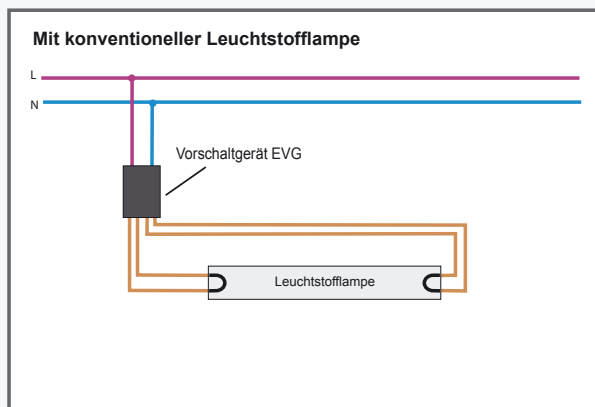 Mit konventioneller Leuchtstofflampe
L
N
Vorschaltgerät EVG
Leuchtstofflampe